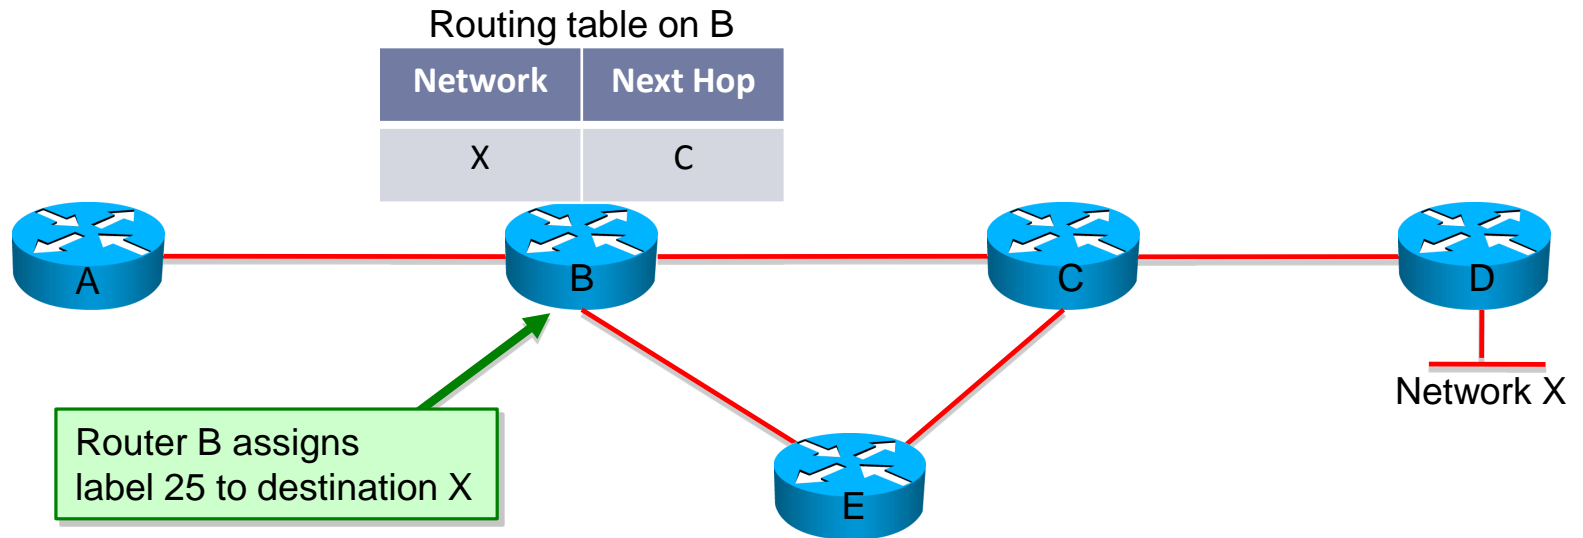 Routing table on B
Network Next Hop
X C
A B C D
Network X
Router B assigns
label 25 to destination X
E